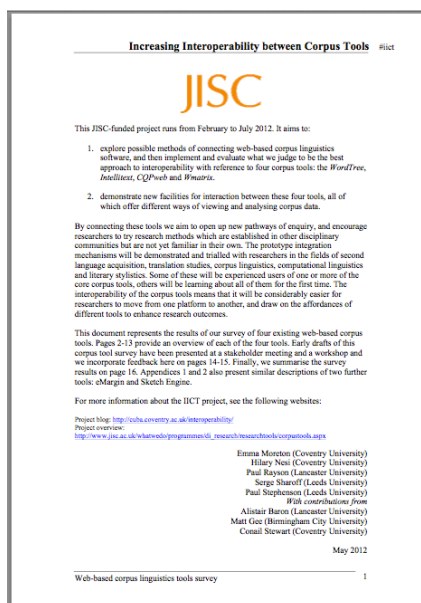 Increasing Interoperability between Corpus Tools #iict
JISC
This JISC-funded project runs from February to July 2012. It aims to:
1. explore possible methods of connecting web-based corpus linguistics
software, and then implement and evaluate what we judge to be the best
approach to interoperability with reference to four corpus tools: the WordTree,
Intellitext, CQPweb and Wmatrix.
2. demonstrate new facilities for interaction between these four tools, all of
which offer different ways of viewing and analysing corpus data.
By connecting these tools we aim to open up new pathways of enquiry, and encourage
researchers to try research methods which are established in other disciplinary
communities but are not yet familiar in their own. The prototype integration
mechanisms will be demonstrated and trialled with researchers in the fields of second
language acquisition, translation studies, corpus linguistics, computational linguistics
and literary stylistics. Some of these will be experienced users of one or more of the
core corpus tools, others will be learning about all of them for the first time. The
interoperability of the corpus tools means that it will be considerably easier for
researchers to move from one platform to another, and draw on the affordances of
different tools to enhance research outcomes.
This document represents the results of our survey of four existing web-based corpus
tools. Pages 2-13 provide an overview of each of the four tools. Early drafts of this
corpus tool survey have been presented at a stakeholder meeting and a workshop and
we incorporate feedback here on pages 14-15. Finally, we summarise the survey
results on page 16. Appendices 1 and 2 also present similar descriptions of two further
tools: eMargin and Sketch Engine.
For more information about the IICT project, see the following websites:
Project blog: http://cuba.coventry.ac.uk/interoperability/
Project overview:
http://www.jisc.ac.uk/whatwedo/programmes/di_research/researchtools/corpustools.aspx
Emma Moreton (Coventry University)
Hilary Nesi (Coventry University)
Paul Rayson (Lancaster University)
Serge Sharoff (Leeds University)
Paul Stephenson (Leeds University)
With contributions from
Alistair Baron (Lancaster University)
Matt Gee (Birmingham City University)
Conail Stewart (Coventry University)
May 2012
Web-based corpus linguistics tools survey 1